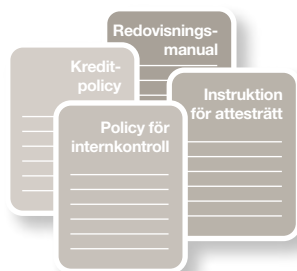 Redovisnings-
manual
Kredit-
policy
Instruktion
för attesträtt
Policy för
internkontroll